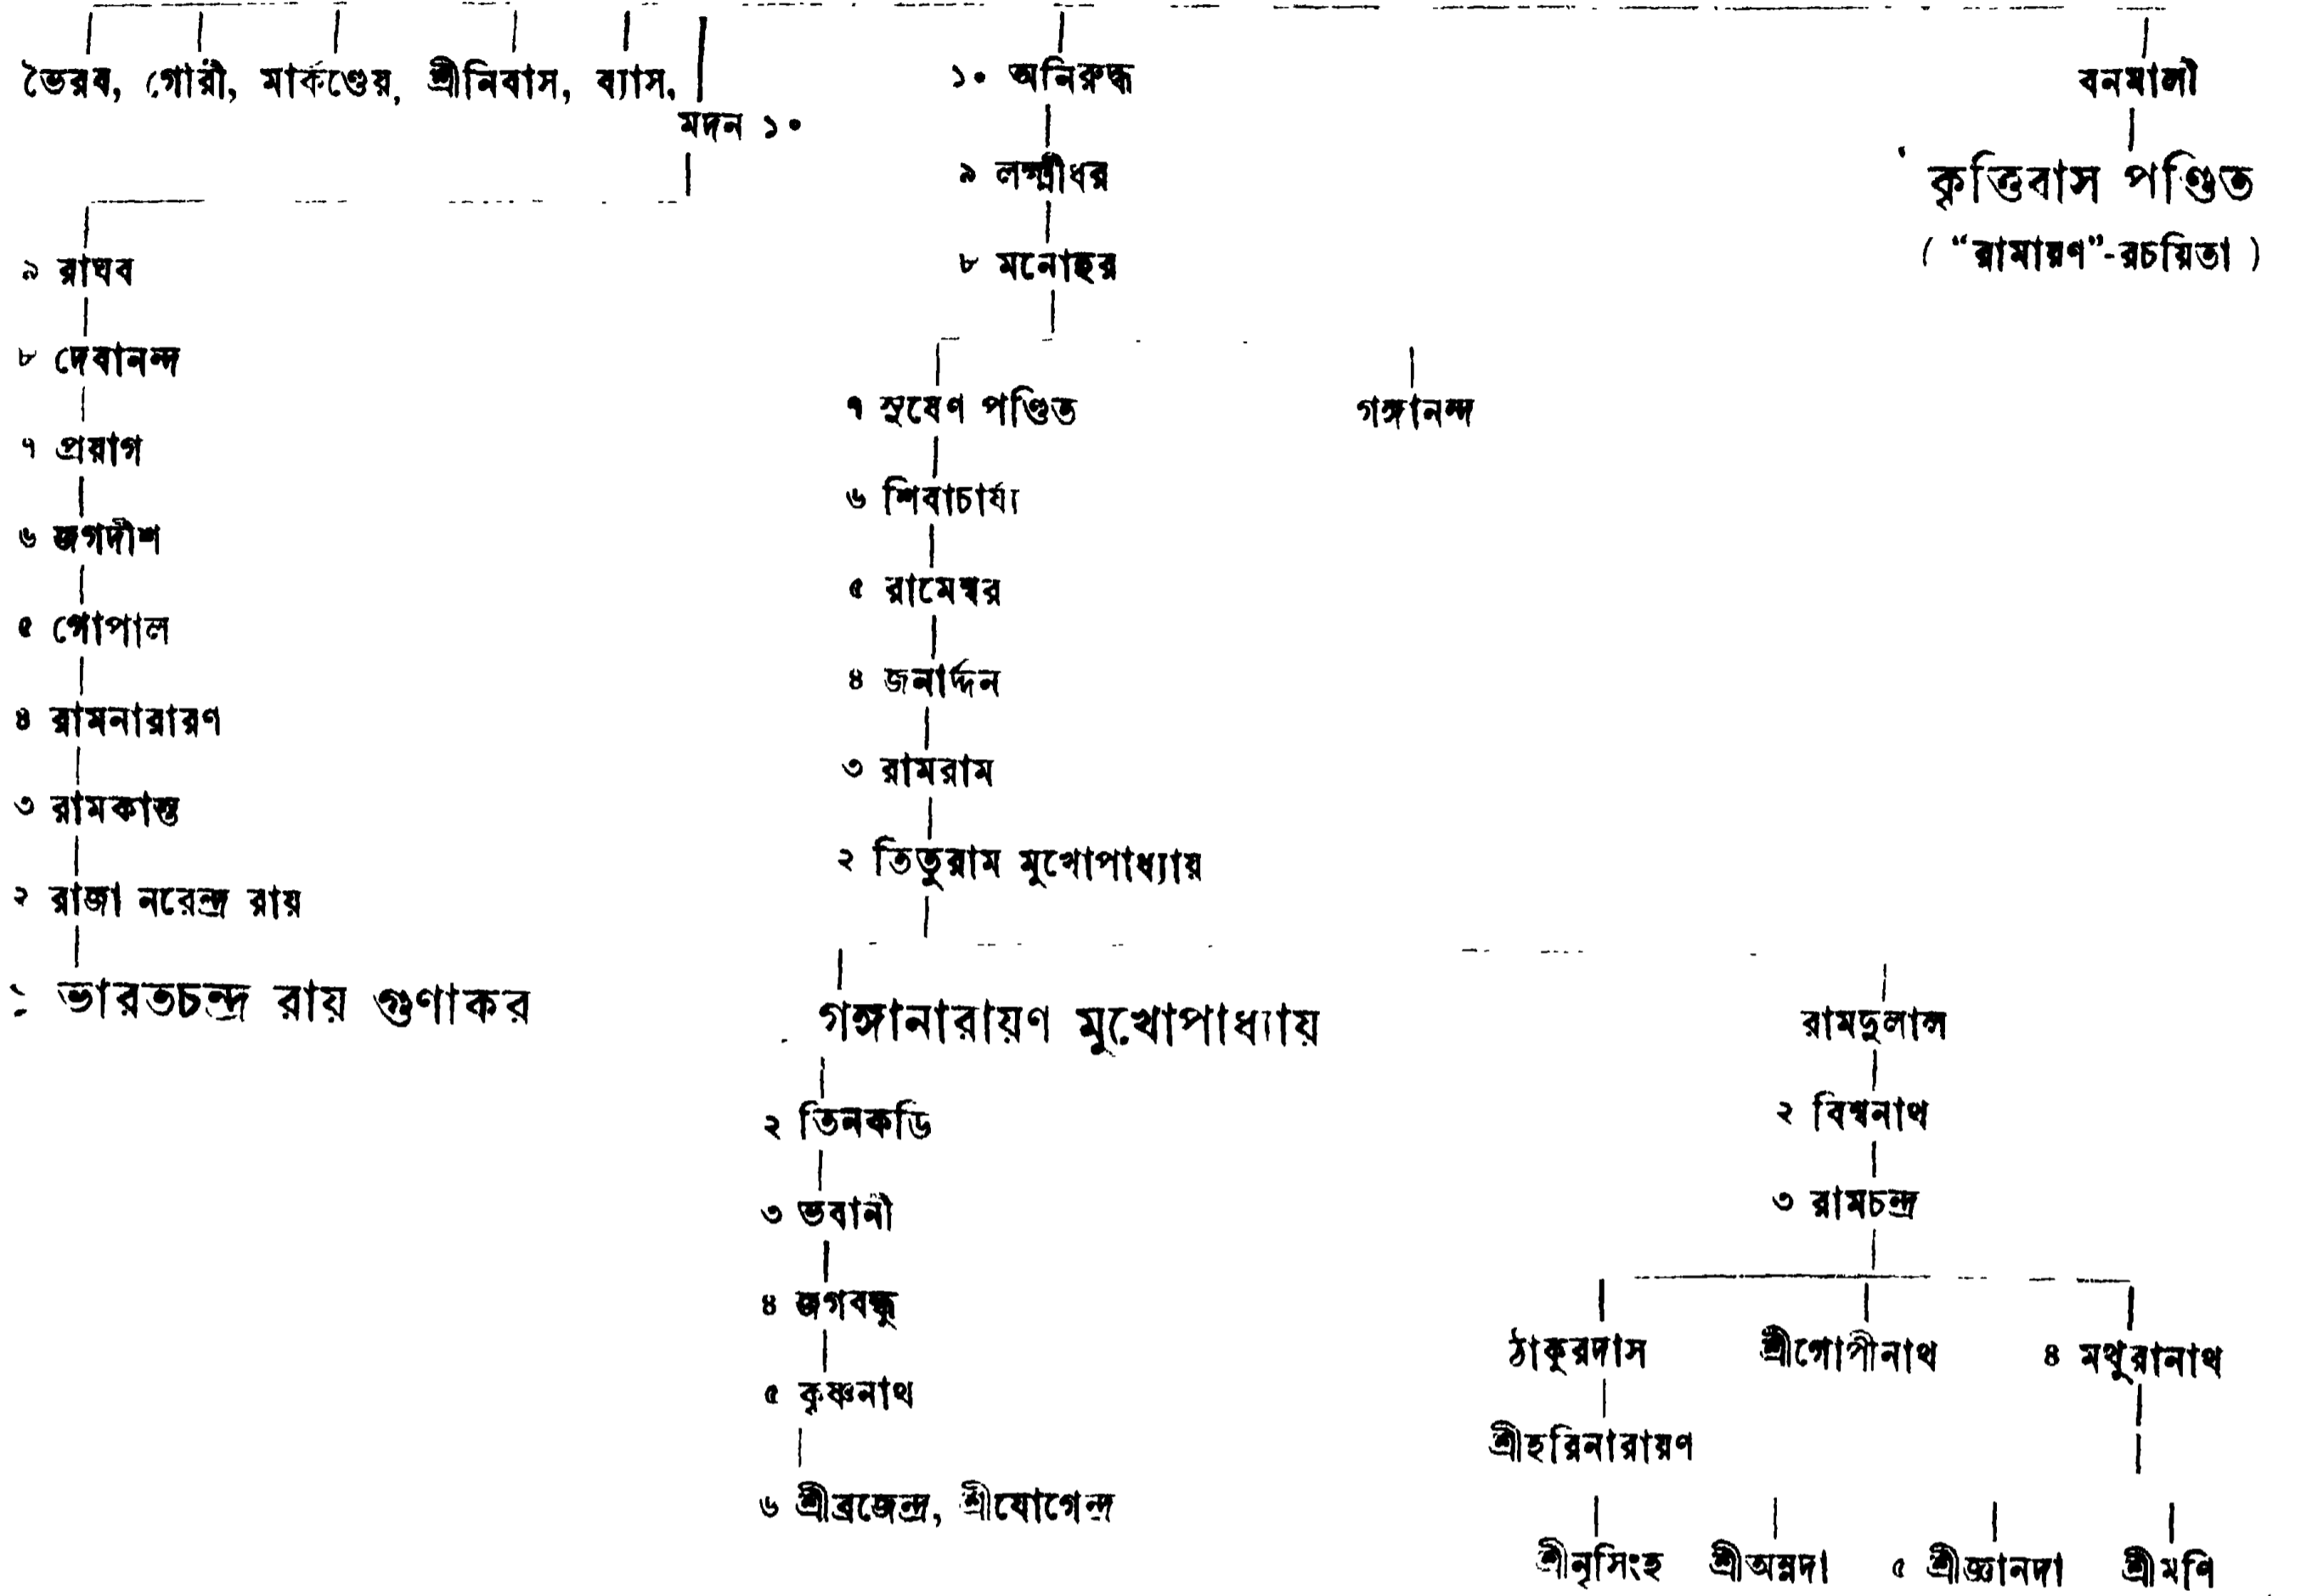 ভৈরব, গোরী, মার্কণ্ডেয়, শ্রীনিবাস, ব্যাস,
মদন ১০
৯ রাঘব
৮ দেবানন্দ
৭ প্রয়াগ
৬ জগদীশ
৫ গোপাল
৪ রামনারারণ
৩ রামকান্ত
২ রাজা নরেন্দ্র রায়
১ ভারতচন্দ্র রায় গুণাকর
১০ অনিরুদ্ধ
৯ লক্ষ্মীধর
৮ মনোহর
৭ সুষেণ পণ্ডিত
গঙ্গানন্দ
৬ শিবাচার্য্য
৫ রামেশ্বর
৪ জনার্দ্দন
৩ রামরাম
২ তিতুরাম মুখোপাধ্যায়
গঙ্গানারায়ণ মুখোপাধ্যায়
২ তিনকডি
৩ ভবানী
৪ জগবন্ধু
৫ কৃষ্ণনাথ
৬ শ্রীব্রজেন্দ্র, শ্রীযোগেন্দ্র
রামদুলাল
২ বিশ্বনাথ
৩ রামচন্দ্র
ঠাকুরদাস শ্রীগোপীনাথ ৪ মথুরানাথ
শ্রীহরিনারায়ণ
শ্রীনৃসিংহ শ্রীঅন্নদা ৫ শ্রীজ্ঞানদা শ্রীমণি
বনমালী
কৃত্তিবাস পণ্ডিত
( “রামায়ণ”-রচয়িতা )